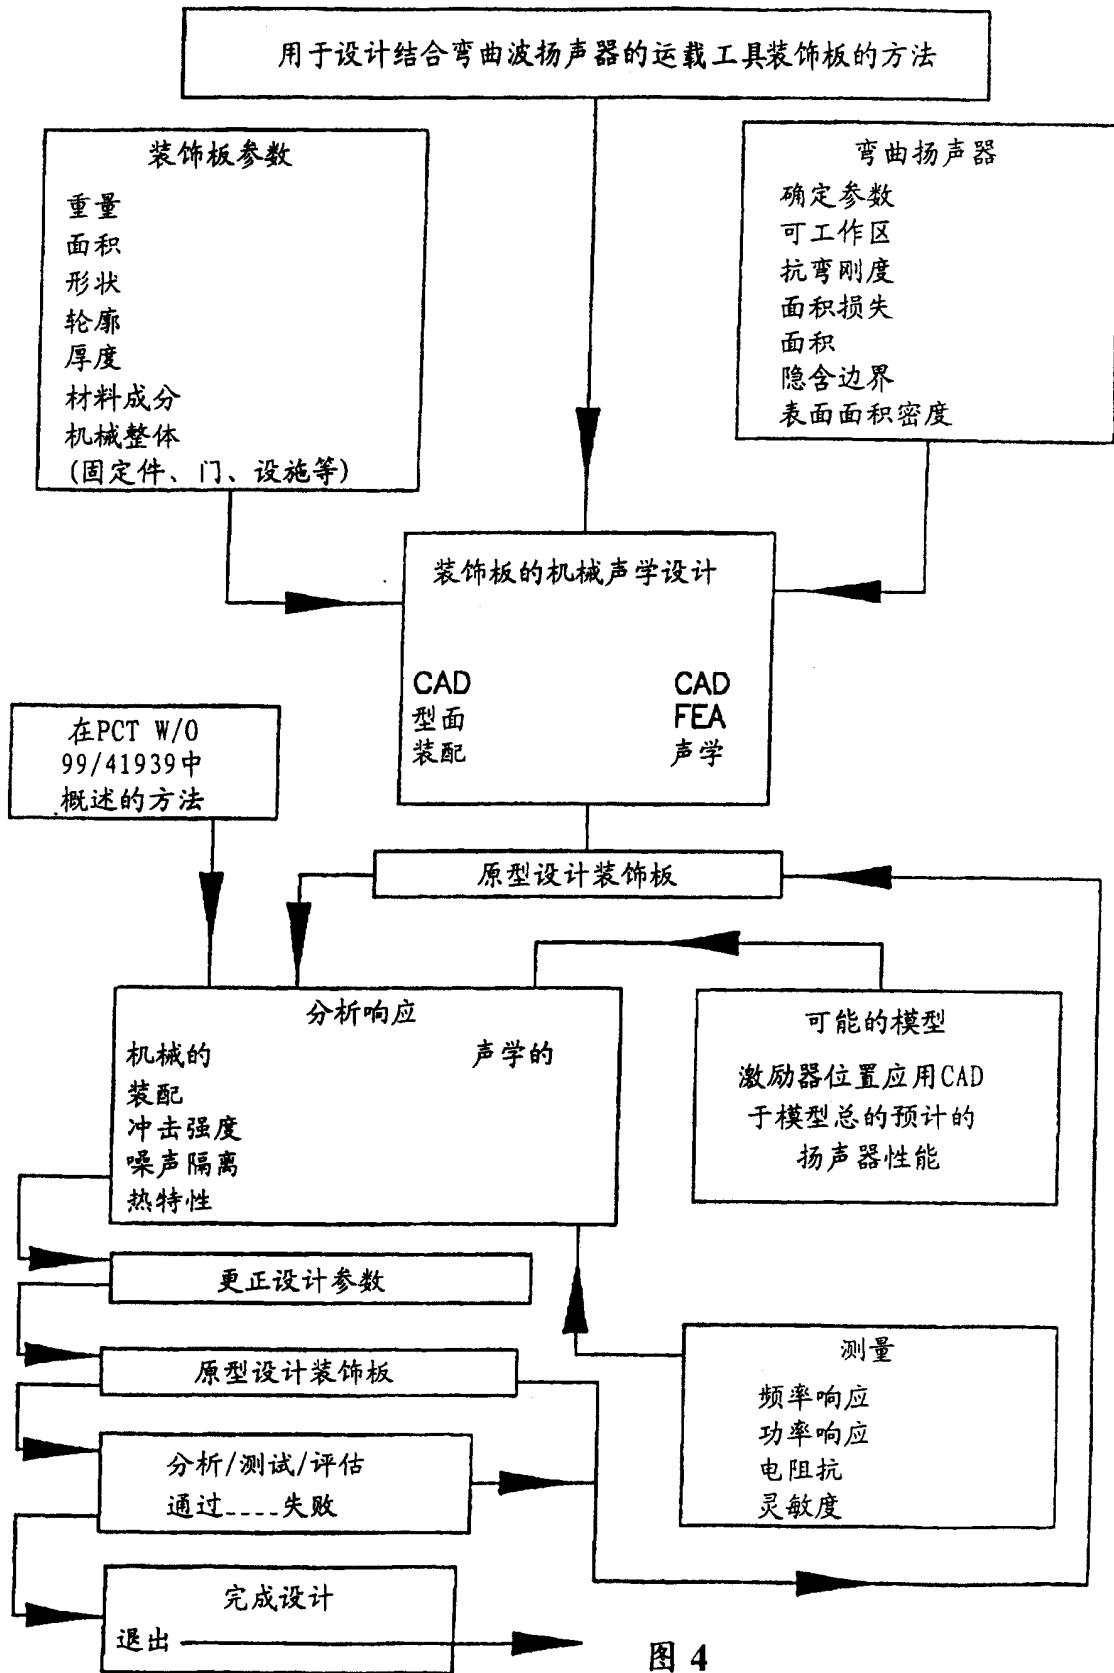 用于设计结合弯曲波扬声器的运载工具装饰板的方法
装饰板参数
重量
面积
形状
轮廓
厚度
材料成分
机械整体
(固定件、门、设施等)
弯曲扬声器
确定参数
可工作区
抗弯刚度
面积损失
面积
隐含边界
表面面积密度
装饰板的机械声学设计
CAD
型面
装配
CAD
FEA
声学
在PCT W/O
99/41939中
概述的方法
原型设计装饰板
分析响应
机械的
声学的
装配
冲击强度
噪声隔离
热特性
可能的模型
激励器位置应用CAD
于模型总的预计的
扬声器性能
更正设计参数
原型设计装饰板
测量
频率响应
功率响应
电阻抗
灵敏度
分析/测试/评估
通过----失败
完成设计
退出
图 4